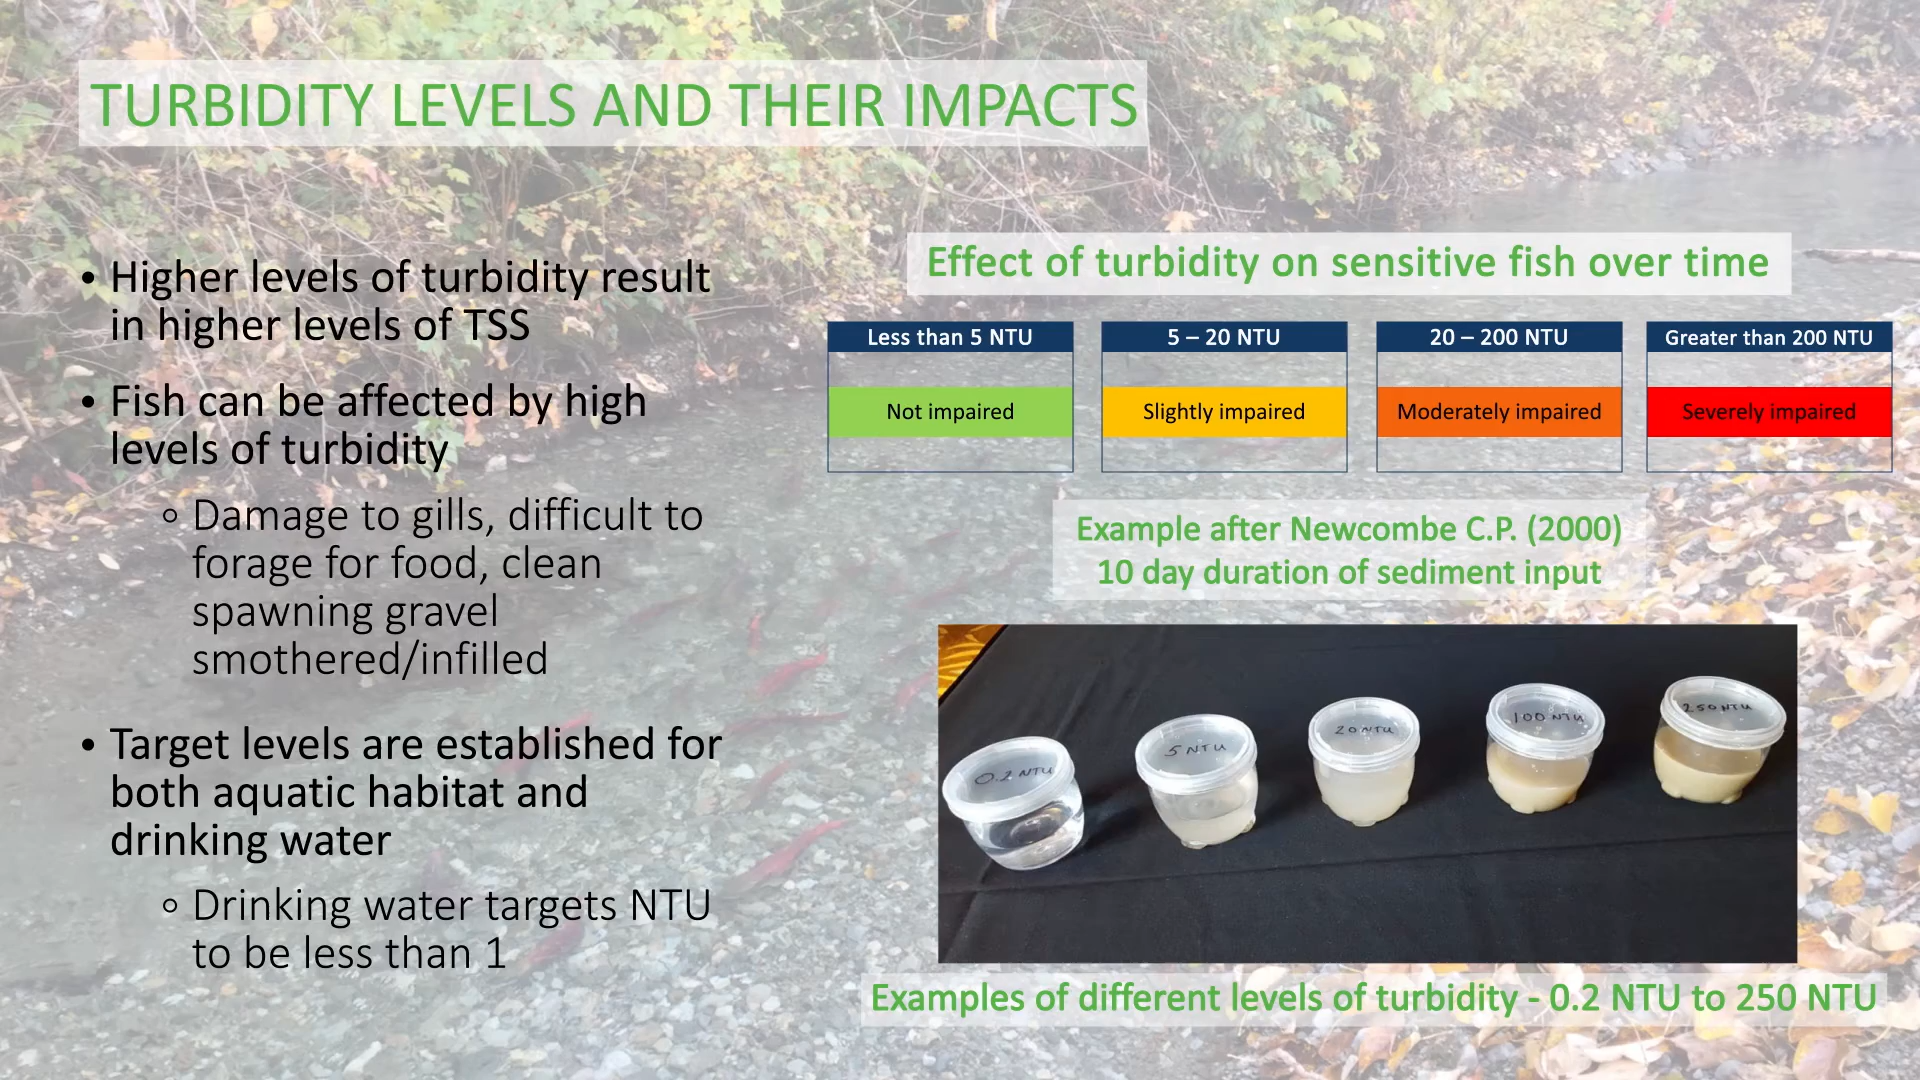 TURBIDITY LEVELS AND THEIR IMPACTS
• Higher levels of turbidity result
in higher levels of TSS
• Fish can be affected by high
levels of turbidity
○ Damage to gills, difficult to
forage for food, clean
spawning gravel
smothered/infilled
• Target levels are established for
both aquatic habitat and
drinking water
○ Drinking water targets NTU
to be less than 1
Effect of turbidity on sensitive fish over time
Less than 5 NTU
Not impaired
5 – 20 NTU
Slightly impaired
20 – 200 NTU
Moderately impaired
Greater than 200 NTU
Severely impaired
Example after Newcombe C.P. (2000)
10 day duration of sediment input
0.2 NTU
5 NTU
20 NTU
100 NTU
250 NTU
Examples of different levels of turbidity - 0.2 NTU to 250 NTU